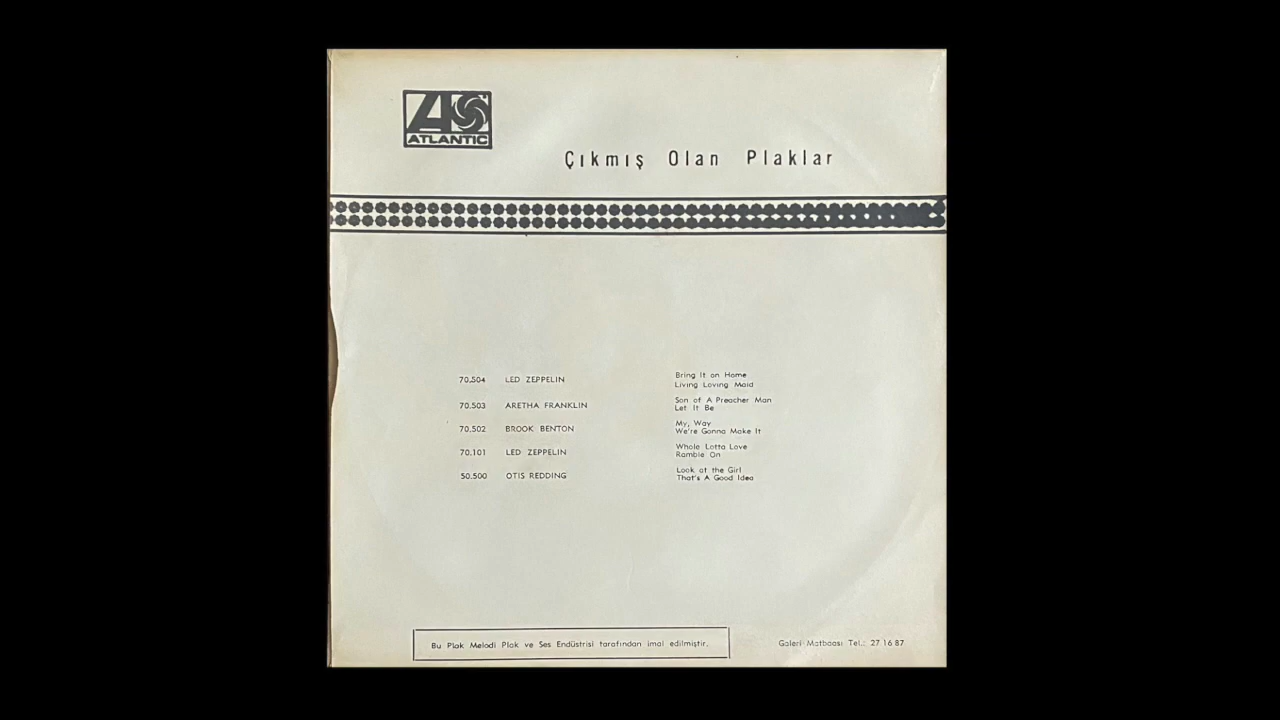 ATLANTIC
Çıkmış Olan Plaklar
70.504 LED ZEPPELIN Bring It on Home
Living Loving Maid
70.503 ARETHA FRANKLIN Son of A Preacher Man
Let It Be
70.502 BROOK BENTON My, Way
We're Gonna Make It
70.101 LED ZEPPELIN Whole Lotta Love
Ramble On
50.500 OTIS REDDING Look at the Girl
That's A Good Idea
Bu Plak Melodi Plak ve Ses Endüstrisi tarafından imal edilmiştir.
Galeri Matbaası Tel.: 27 16 87